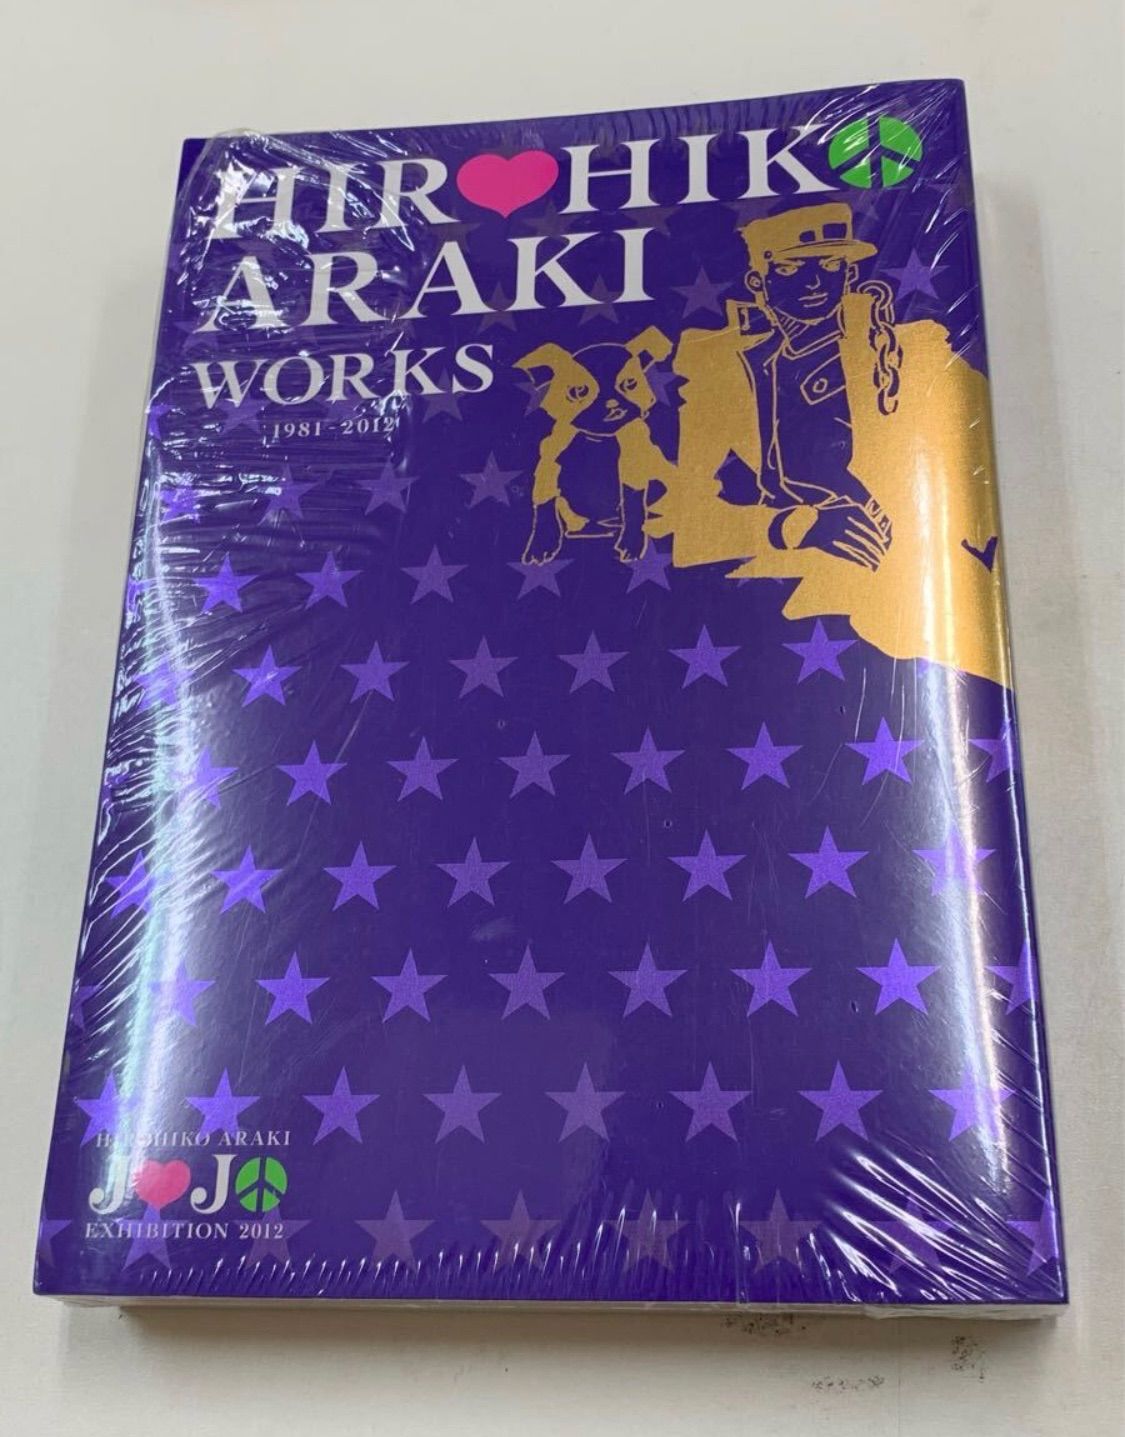 HIR♥HIK☮
ARAKI
WORKS
1981-2012
HIROHIKO ARAKI
J♥J☮
EXHIBITION 2012